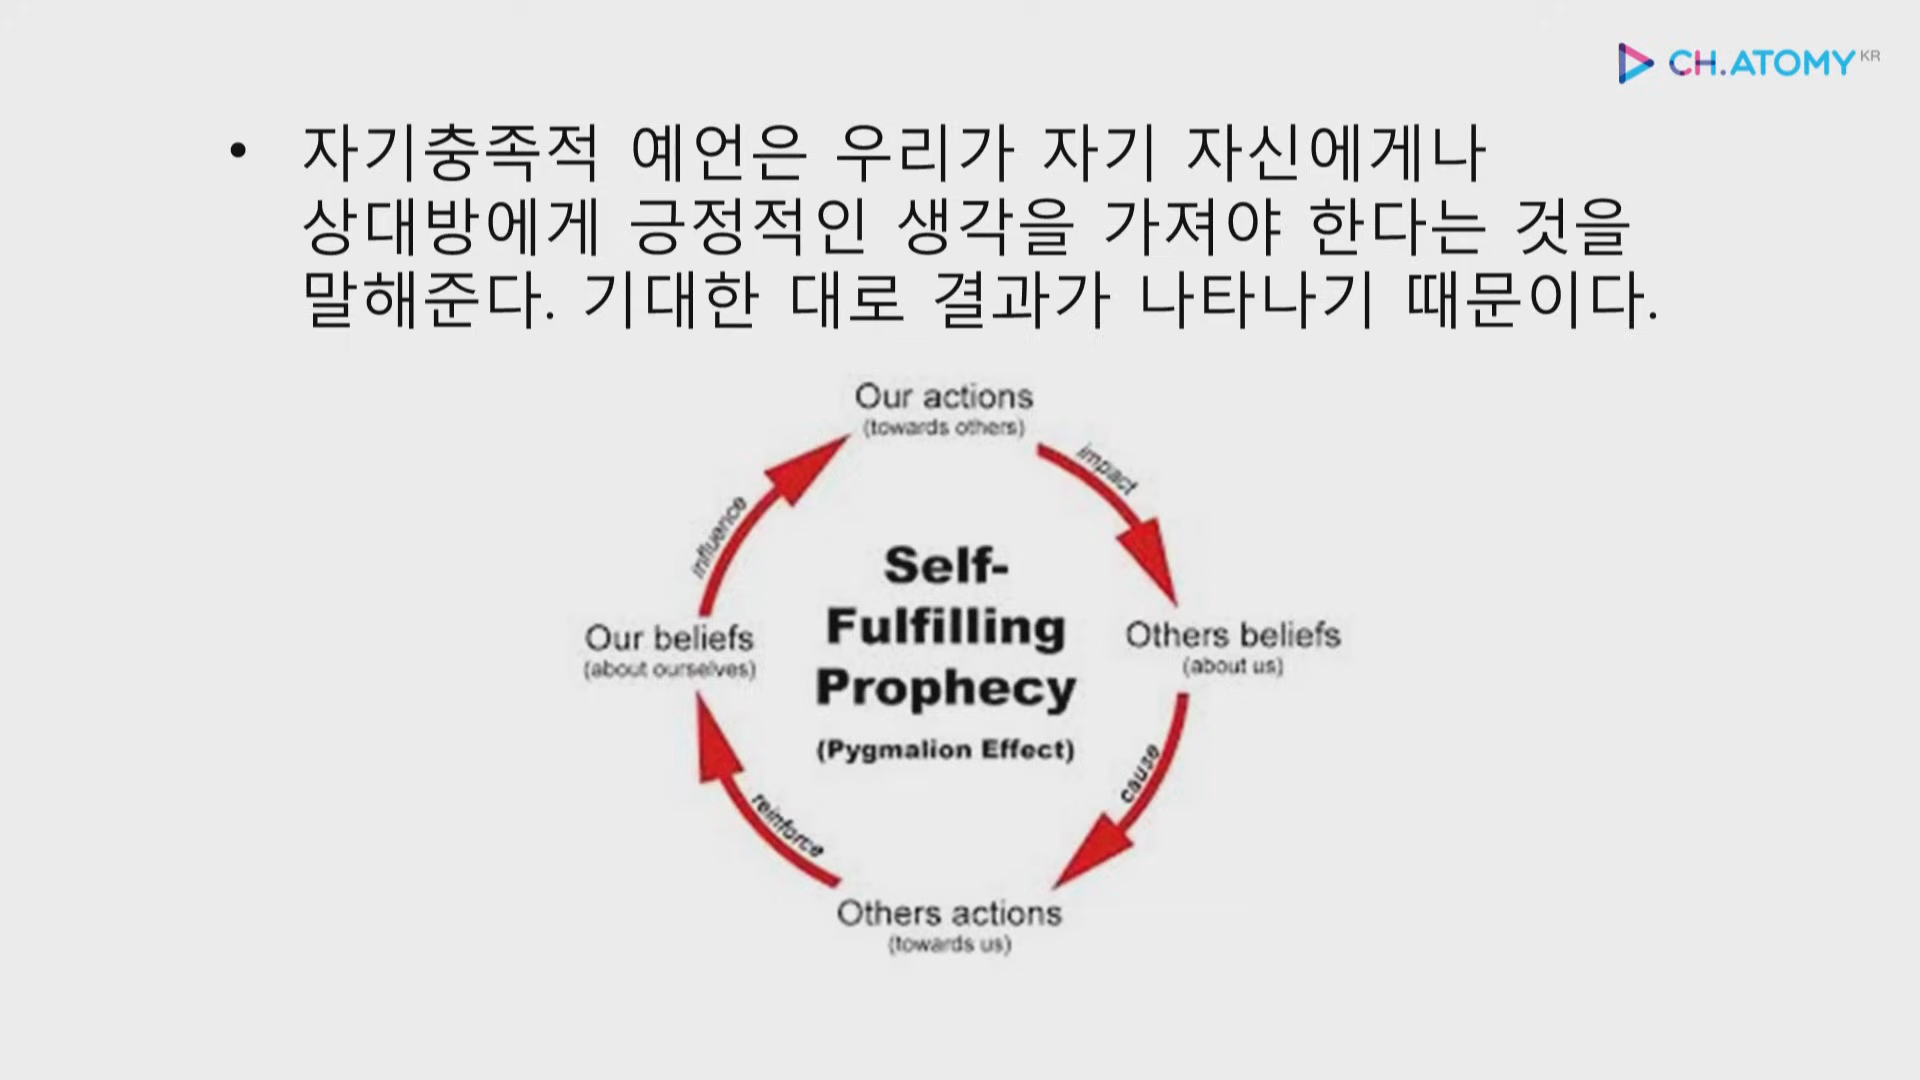 CH.ATOMY KR
• 자기충족적 예언은 우리가 자기 자신에게나
상대방에게 긍정적인 생각을 가져야 한다는 것을
말해준다. 기대한 대로 결과가 나타나기 때문이다.
Our actions
(towards others)
impact
influence
Self-
Fulfilling
Prophecy
(Pygmalion Effect)
Our beliefs
(about ourselves)
Others beliefs
(about us)
cause
reinforce
Others actions
(towards us)